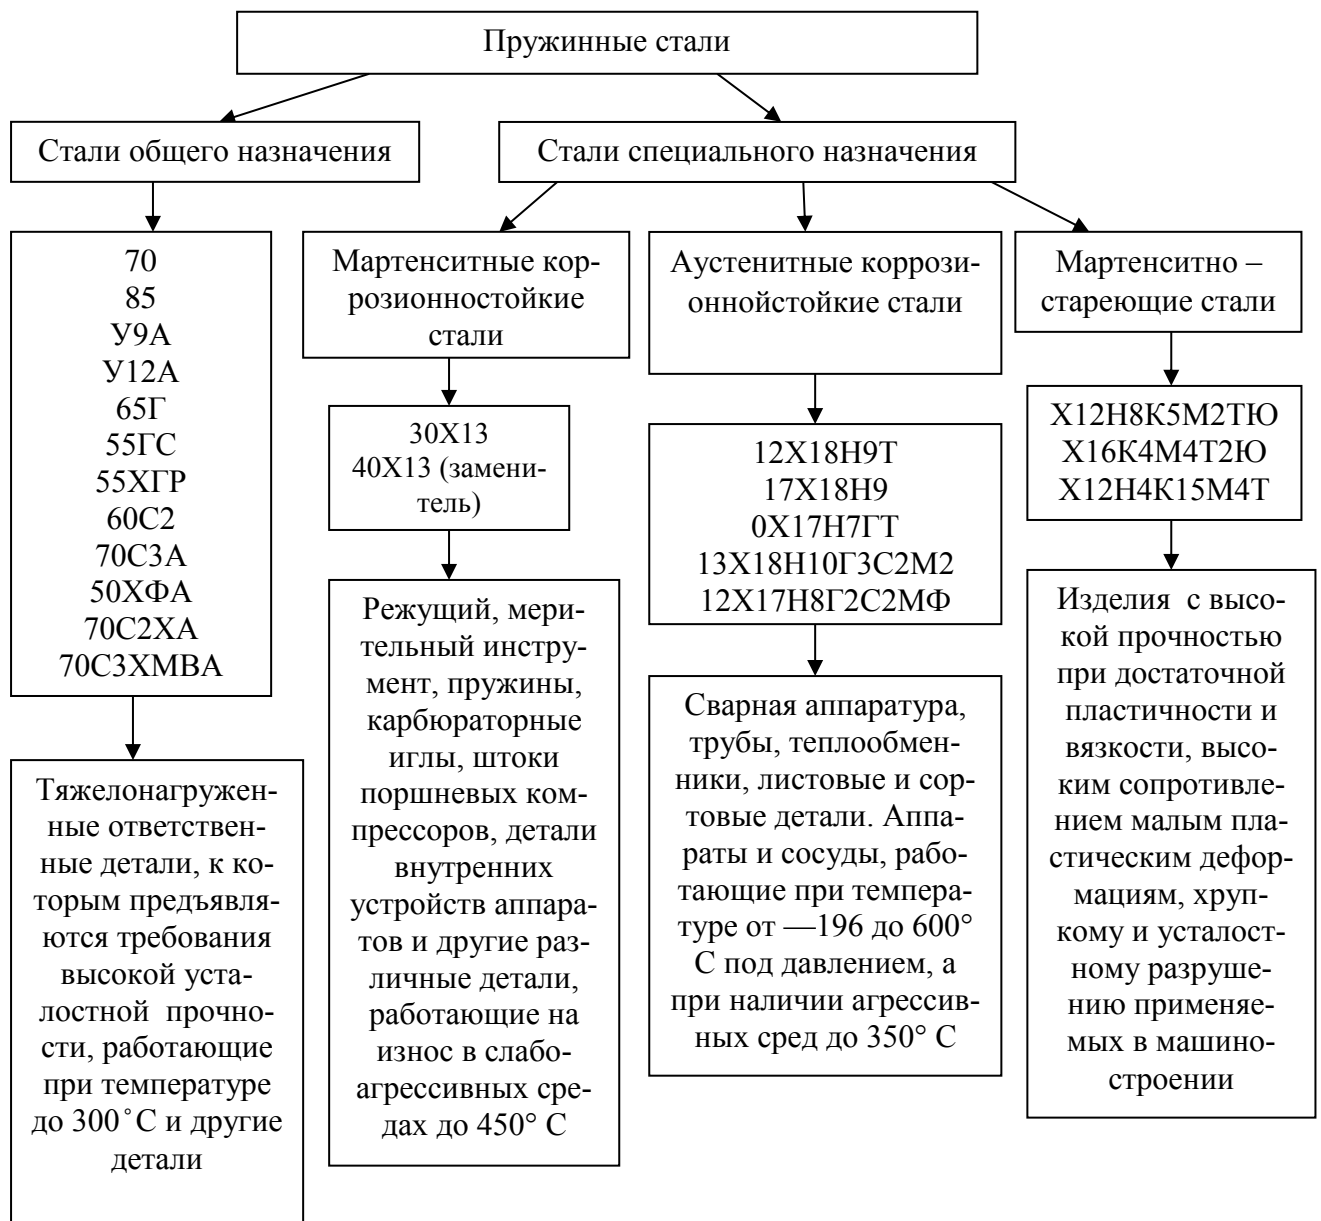 Пружинные стали
Стали общего назначения
Стали специального назначения
70
85
У9А
У12А
65Г
55ГС
55ХГР
60С2
70С3А
50ХФА
70С2ХА
70С3ХМВА
Тяжелонагружен-
ные ответствен-
ные детали, к ко-
торым предъявля-
ются требования
высокой уста-
лостной прочно-
сти, работающие
при температуре
до 300˚С и другие
детали
Мартенситные кор-
розионностойкие
стали
30Х13
40Х13 (замени-
тель)
Режущий, мери-
тельный инстру-
мент, пружины,
карбюраторные
иглы, штоки
поршневых ком-
прессоров, детали
внутренних
устройств аппара-
тов и другие раз-
личные детали,
работающие на
износ в слабо-
агрессивных сре-
дах до 450° С
Аустенитные коррози-
оннойстойкие стали
12Х18Н9Т
17Х18Н9
0Х17Н7ГТ
13Х18Н10Г3С2М2
12Х17Н8Г2С2МФ
Сварная аппаратура,
трубы, теплообмен-
ники, листовые и сор-
товые детали. Аппа-
раты и сосуды, рабо-
тающие при темпера-
туре от —196 до 600°
С под давлением, а
при наличии агрессив-
ных сред до 350° С
Мартенситно –
стареющие стали
Х12Н8К5М2ТЮ
Х16К4М4Т2Ю
Х12Н4К15М4Т
Изделия с высо-
кой прочностью
при достаточной
пластичности и
вязкости, высо-
ким сопротивле-
нием малым пла-
стическим дефор-
мациям, хруп-
кому и усталост-
ному разруше-
нию применяе-
мых в машино-
строении